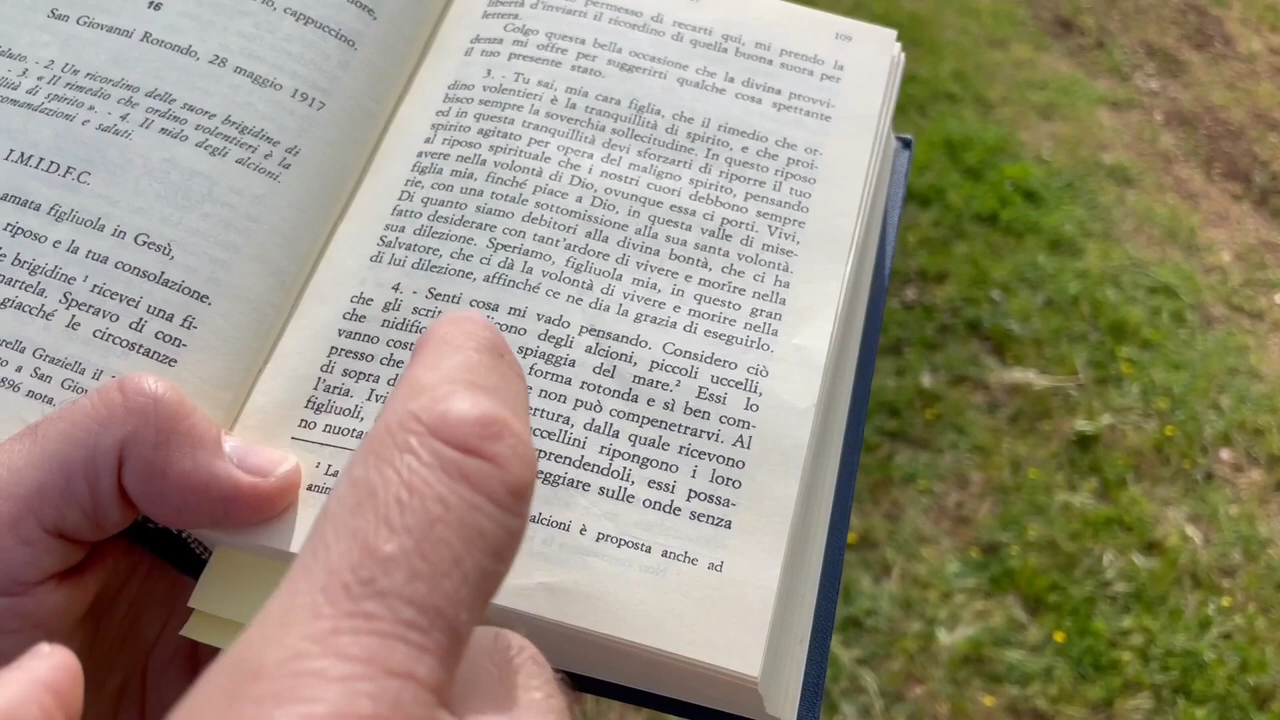 16
cappuccino.
San Giovanni Rotondo, 28 maggio 1917
2. Un ricordino delle suore brigidine di
- 3. « Il rimedio che ordino volentieri è la
di spirito ». - 4. Il nido degli alcioni.
e saluti.
I.M.I.D.F.C.
amata figliuola in Gesù,
riposo e la tua consolazione.
brigidine ¹ ricevei una fi-
Speravo di con-
giacché le circostanze
Graziella il
a San
896 nota.
109
permesso di recarti qui, mi prendo la
libertà d'inviarti il ricordino di quella buona suora per
lettera.
Colgo questa bella occasione che la divina provvi-
denza mi offre per suggerirti qualche cosa spettante
il tuo presente stato.
3. - Tu sai, mia cara figlia, che il rimedio che or-
dino volentieri è la tranquillità di spirito, e che proi-
bisco sempre la soverchia sollecitudine. In questo riposo
ed in questa tranquillità devi sforzarti di riporre il tuo
spirito agitato per opera del maligno spirito, pensando
al riposo spirituale che i nostri cuori debbono sempre
avere nella volontà di Dio, ovunque essa ci porti. Vivi,
figlia mia, finché piace a Dio, in questa valle di mise-
rie, con una totale sottomissione alla sua santa volontà.
Di quanto siamo debitori alla divina bontà, che ci ha
fatto desiderare con tant'ardore di vivere e morire nella
sua dilezione. Speriamo, figliuola mia, in questo gran
Salvatore, che ci dà la volontà di vivere e morire nella
di lui dilezione, affinché ce ne dia la grazia di eseguirlo.
4. - Senti cosa mi vado pensando. Considero ciò
che gli degli alcioni, piccoli uccelli,
che spiaggia del mare.² Essi lo
vanno forma rotonda e sì ben com-
presso che non può compenetrarvi. Al
di sopra dalla quale ricevono
l'aria. Ivi uccellini ripongono i loro
figliuoli, essi possa-
no sulle onde senza
² La alcioni è proposta anche ad